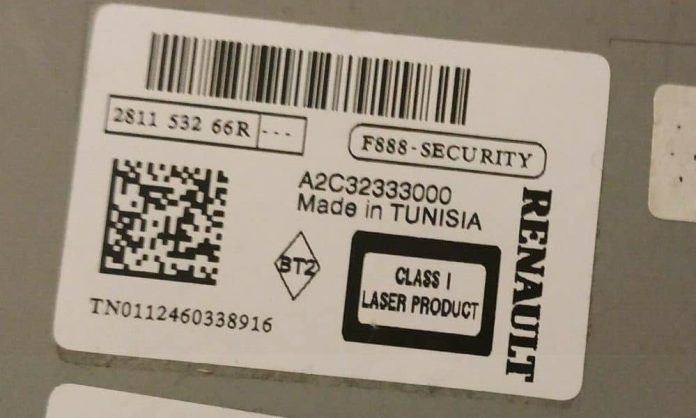 2811 532 66R ---
F888-SECURITY
A2C32333000
Made in TUNISIA
BT2
CLASS I
LASER PRODUCT
RENAULT
TN0112460338916